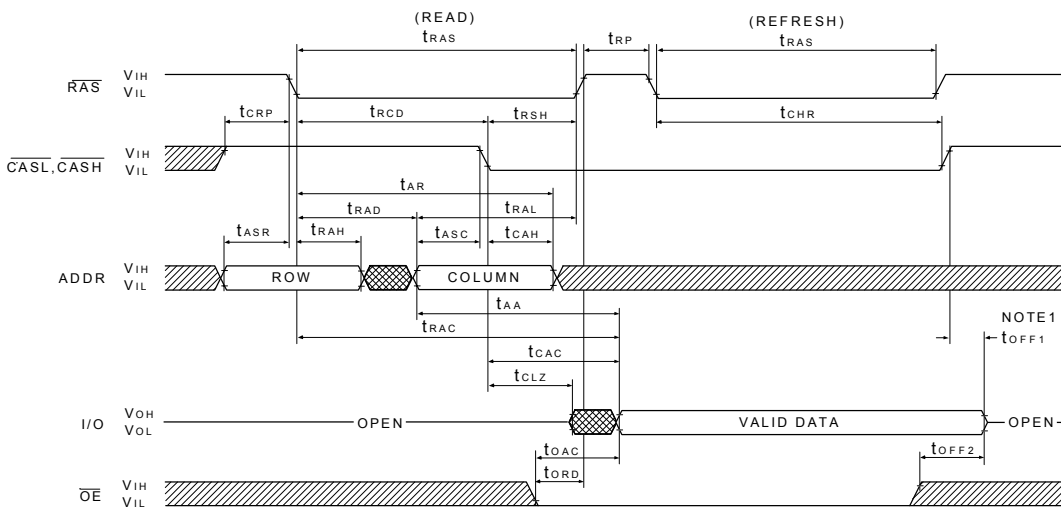 (READ) (REFRESH)
tRAS tRP tRAS
RAS VIH
VIL
tCRP tRCD tRSH tCHR
CASL,CASH VIH
VIL
tAR
tRAD tRAL
tASR tRAH tASC tCAH
ADDR VIH
VIL
ROW COLUMN
tAA
tRAC
NOTE1
tOFF1
tCAC
tCLZ
I/O VOH
VOL
OPEN VALID DATA OPEN
tOAC tOFF2
tORD
OE VIH
VIL